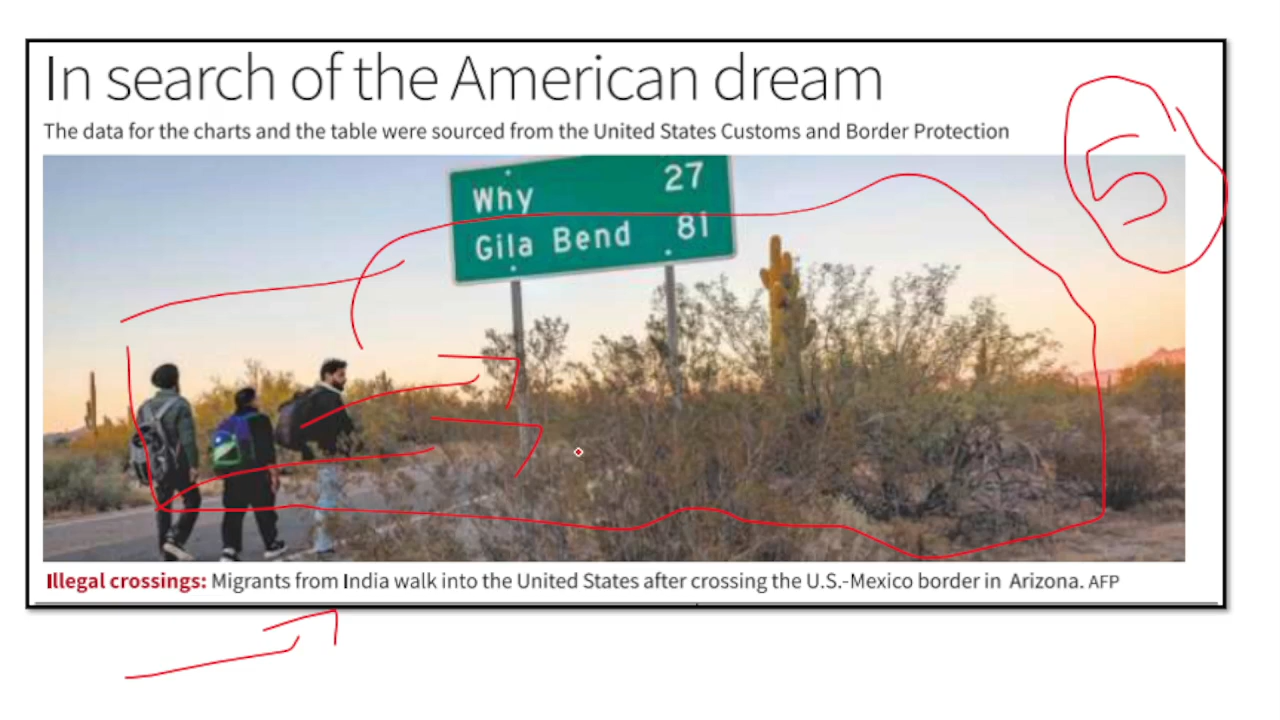 In search of the American dream
The data for the charts and the table were sourced from the United States Customs and Border Protection
5
Why 27
Gila Bend 81
Illegal crossings: Migrants from India walk into the United States after crossing the U.S.-Mexico border in Arizona. AFP